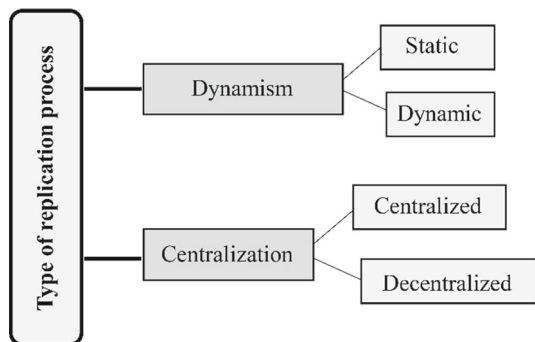 Type of replication process
Dynamism
Static
Dynamic
Centralization
Centralized
Decentralized